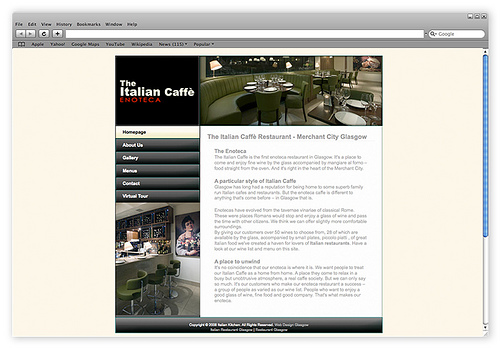 File Edit View History Bookmarks Window Help
Google
Apple Yahoo! Google Maps YouTube Wikipedia News (115) Popular
The
Italian Caffè
ENOTECA
Homepage
About Us
Gallery
Menus
Contact
Virtual Tour
The Italian Caffè Restaurant - Merchant City Glasgow
The Enoteca
The Italian Caffe is the first enoteca restaurant in Glasgow. It's a place to
come and enjoy fine wine by the glass accompanied by mangiare al forno -
food straight from the oven. And it's right in the heart of the Merchant City.
A particular style of Italian Caffe
Glasgow has long had a reputation for being home to some superb family
run Italian cafes and restaurants. But the enoteca caffe is different to
anything that's come before – in Glasgow that is.
Enotecas have evolved from the tavernae vinariae of classical Rome.
These were places Romans would stop and enjoy a glass of wine and pass
the time with other citizens. We think we can offer slightly more comfortable
surroundings.
By giving our customers over 50 wines to choose from, 28 of which are
available by the glass, accompanied by small plates, piccolo piatti , of great
Italian food we've created a haven for lovers of Italian restaurants. Have a
look at our wine list and menu on this site.
A place to unwind
It's no coincidence that our enoteca is where it is. We want people to treat
our Italian Caffe as a home from home. A place they come to relax in a
busy but unobtrusive atmosphere, a real caffe society. But we can only say
so much. It's our customers who make our enoteca restaurant a success –
a group of people as varied as our wine list. People who want to enjoy a
good glass of wine, fine food and good company. That's what makes our
enoteca.
Copyright © 2008 Italian Kitchen. All Rights Reserved. Web Design Glasgow
Italian Restaurants Glasgow | Restaurant Glasgow